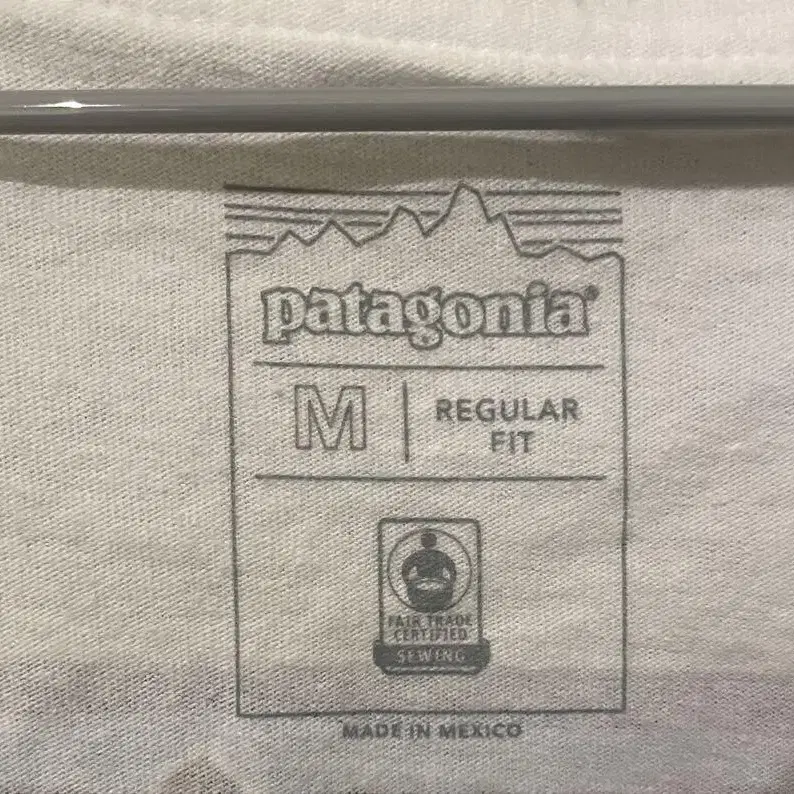 patagonia®
M
REGULAR
FIT
FAIR TRADE
CERTIFIED
SEWING
MADE IN MEXICO